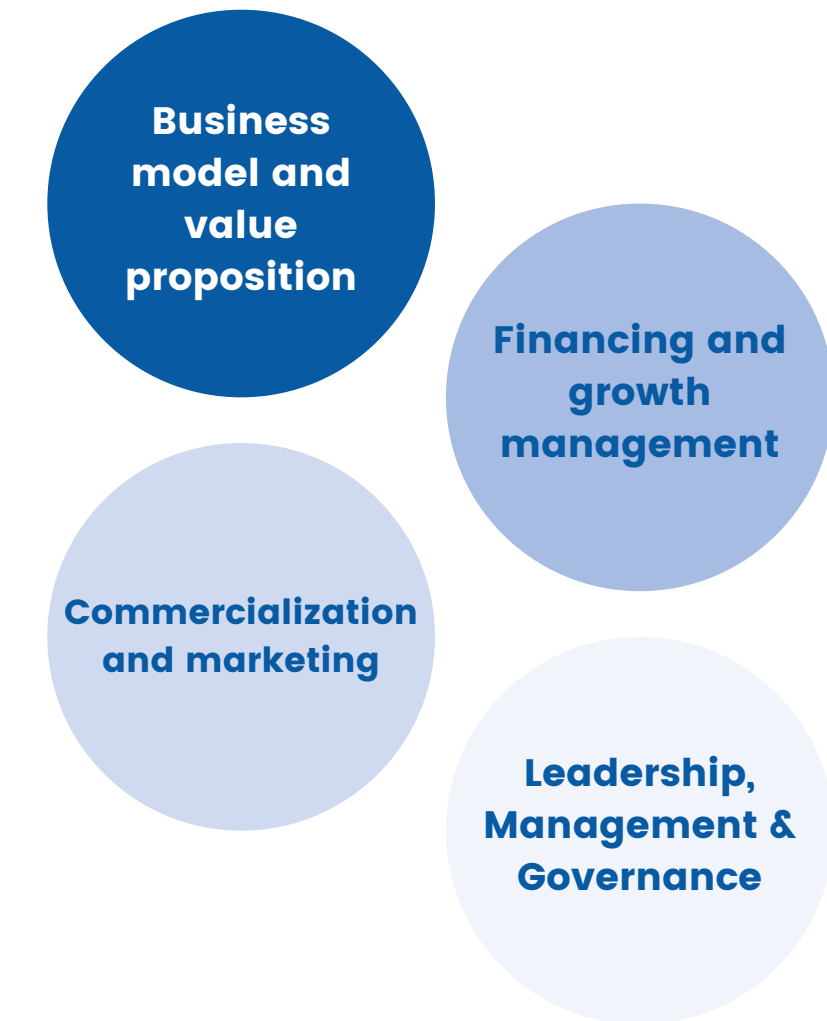 Business
model and
value
proposition
Financing and
growth
management
Commercialization
and marketing
Leadership,
Management &
Governance